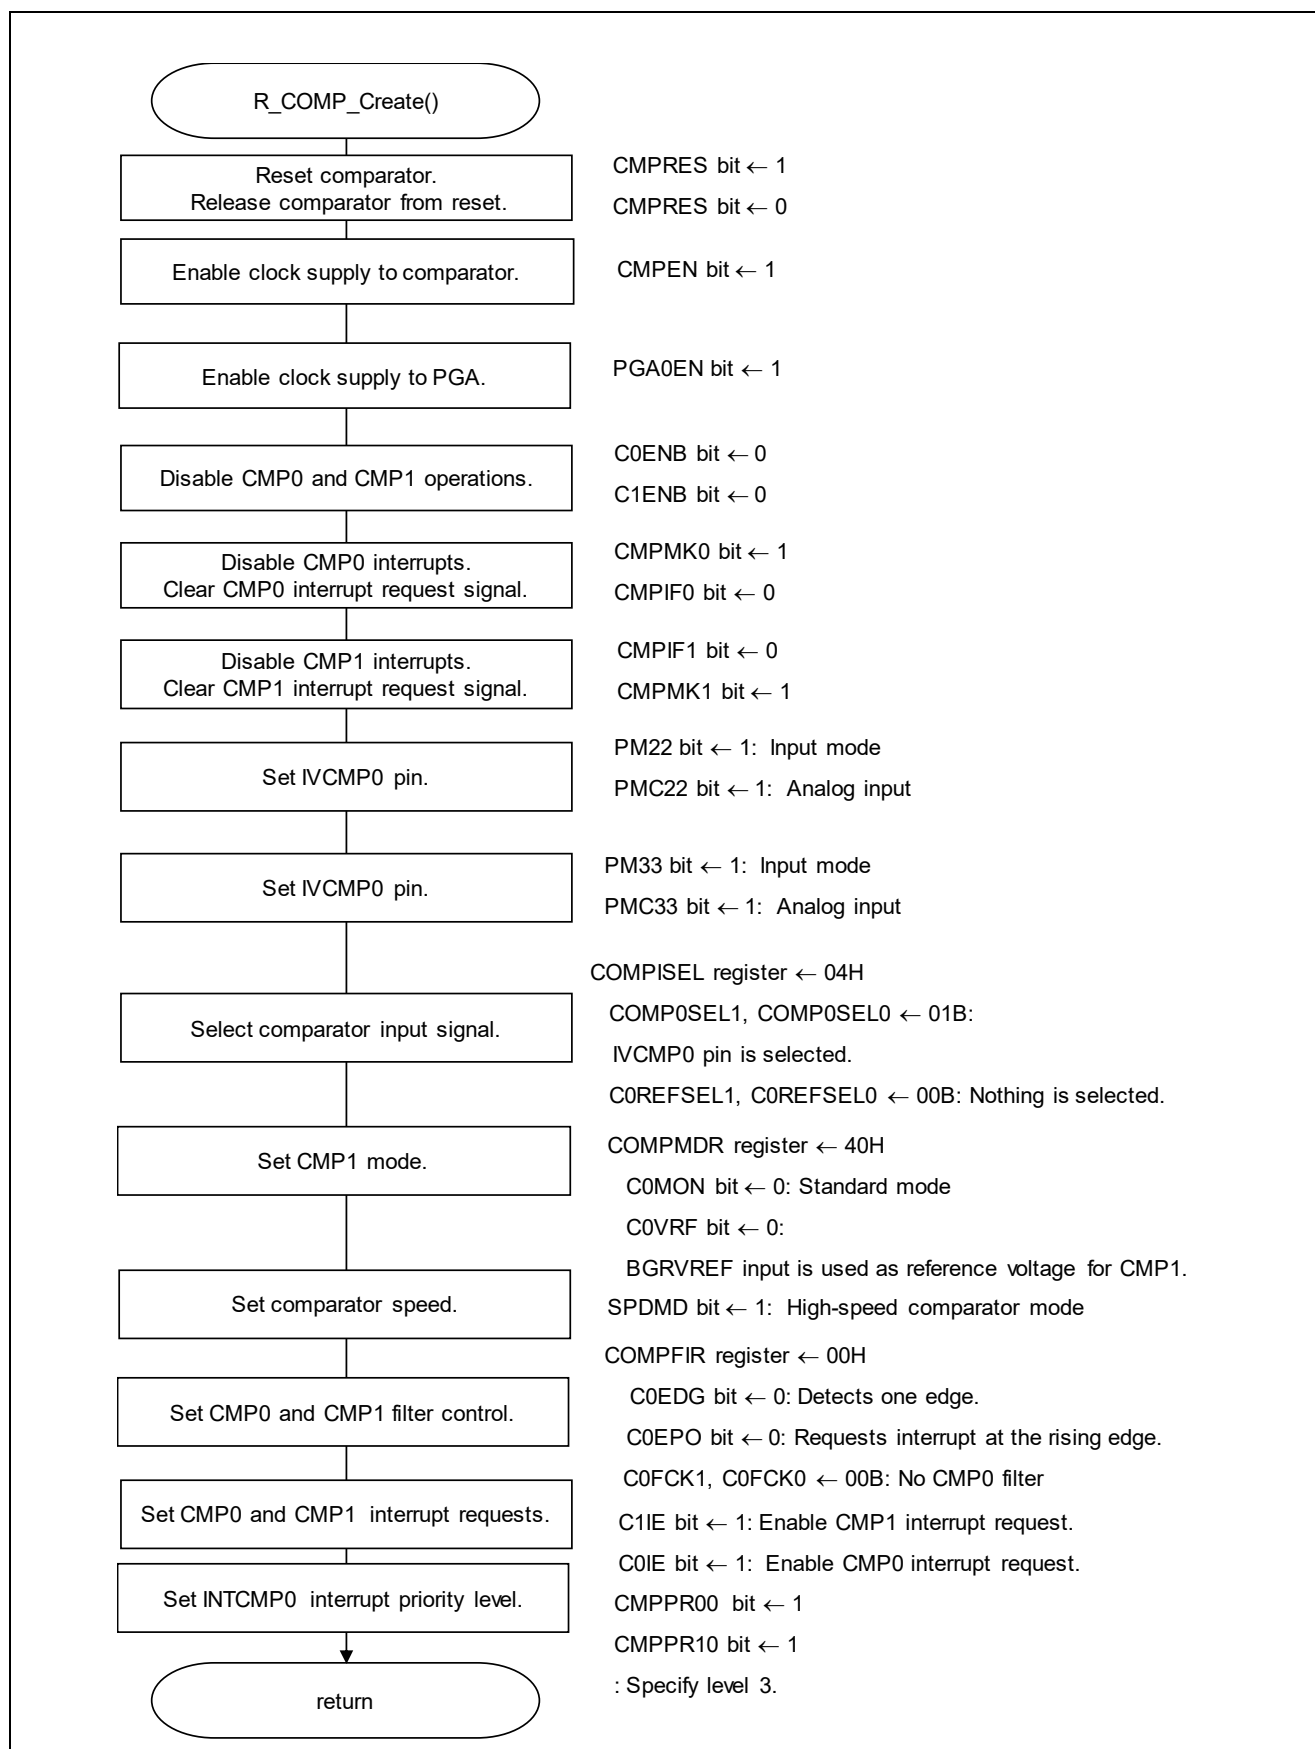 R_COMP_Create()
Reset comparator.
Release comparator from reset.
CMPRES bit ← 1
CMPRES bit ← 0
Enable clock supply to comparator.
CMPEN bit ← 1
Enable clock supply to PGA.
PGA0EN bit ← 1
Disable CMP0 and CMP1 operations.
C0ENB bit ← 0
C1ENB bit ← 0
Disable CMP0 interrupts.
Clear CMP0 interrupt request signal.
CMPMK0 bit ← 1
CMPIF0 bit ← 0
Disable CMP1 interrupts.
Clear CMP1 interrupt request signal.
CMPIF1 bit ← 0
CMPMK1 bit ← 1
Set IVCMP0 pin.
PM22 bit ← 1: Input mode
PMC22 bit ← 1: Analog input
Set IVCMP0 pin.
PM33 bit ← 1: Input mode
PMC33 bit ← 1: Analog input
Select comparator input signal.
COMPISEL register ← 04H
COMP0SEL1, COMP0SEL0 ← 01B:
IVCMP0 pin is selected.
C0REFSEL1, C0REFSEL0 ← 00B: Nothing is selected.
Set CMP1 mode.
COMPMDR register ← 40H
C0MON bit ← 0: Standard mode
C0VRF bit ← 0:
BGRVREF input is used as reference voltage for CMP1.
Set comparator speed.
SPDMD bit ← 1: High-speed comparator mode
Set CMP0 and CMP1 filter control.
COMPFIR register ← 00H
C0EDG bit ← 0: Detects one edge.
C0EPO bit ← 0: Requests interrupt at the rising edge.
C0FCK1, C0FCK0 ← 00B: No CMP0 filter
Set CMP0 and CMP1 interrupt requests.
C1IE bit ← 1: Enable CMP1 interrupt request.
C0IE bit ← 1: Enable CMP0 interrupt request.
Set INTCMP0 interrupt priority level.
CMPPR00 bit ← 1
CMPPR10 bit ← 1
: Specify level 3.
return